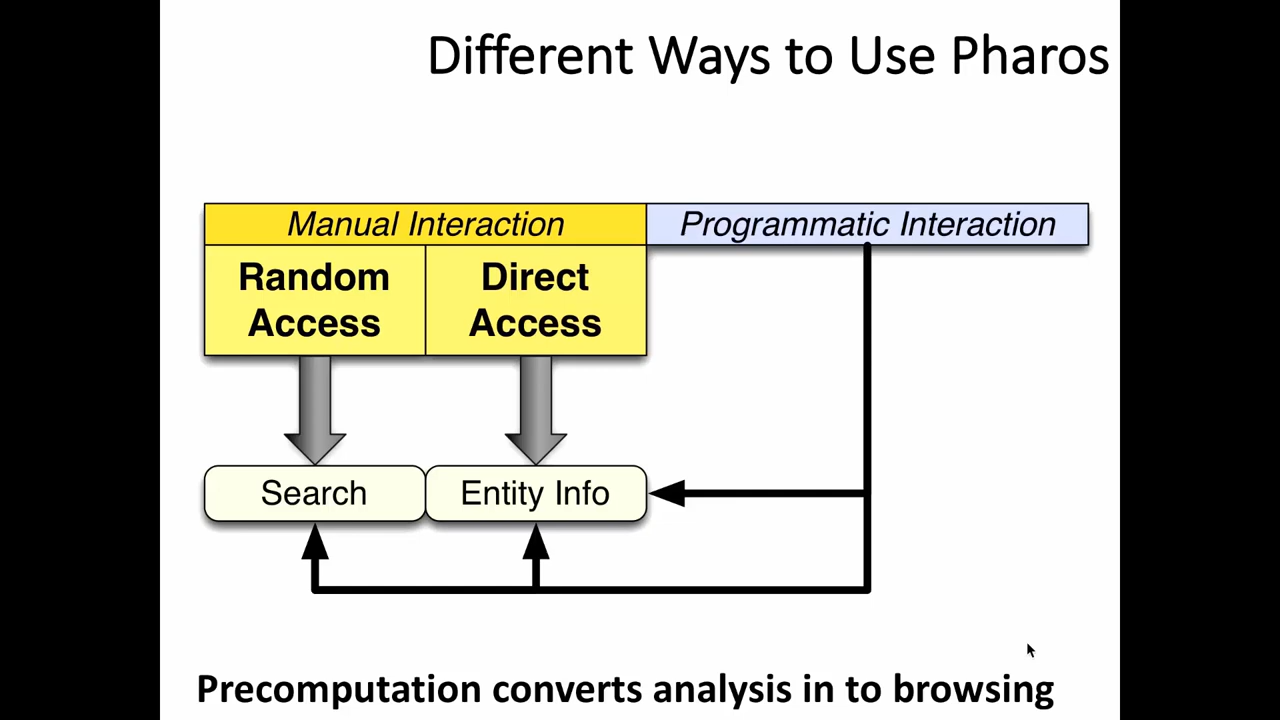 Different Ways to Use Pharos
Manual Interaction
Programmatic Interaction
Random
Access
Direct
Access
Search
Entity Info
Precomputation converts analysis in to browsing